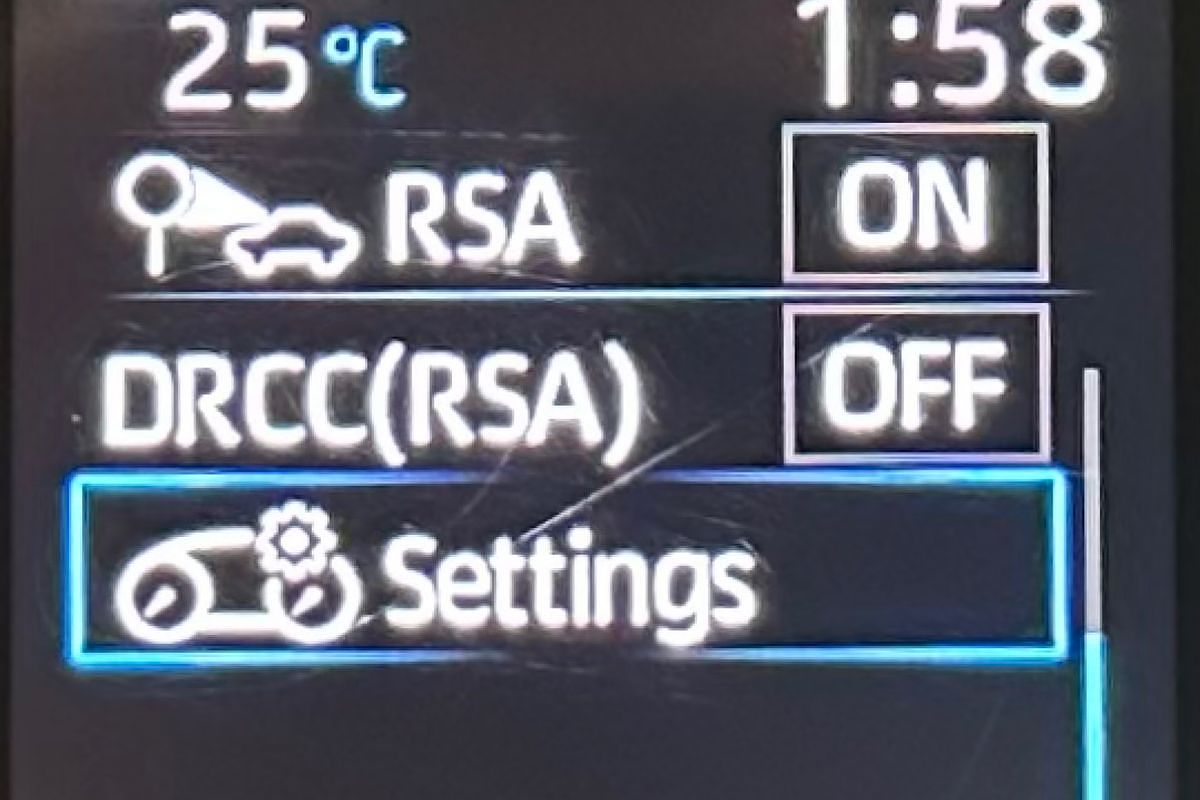 25°C 1:58
RSA ON
DRCC(RSA) OFF
Settings